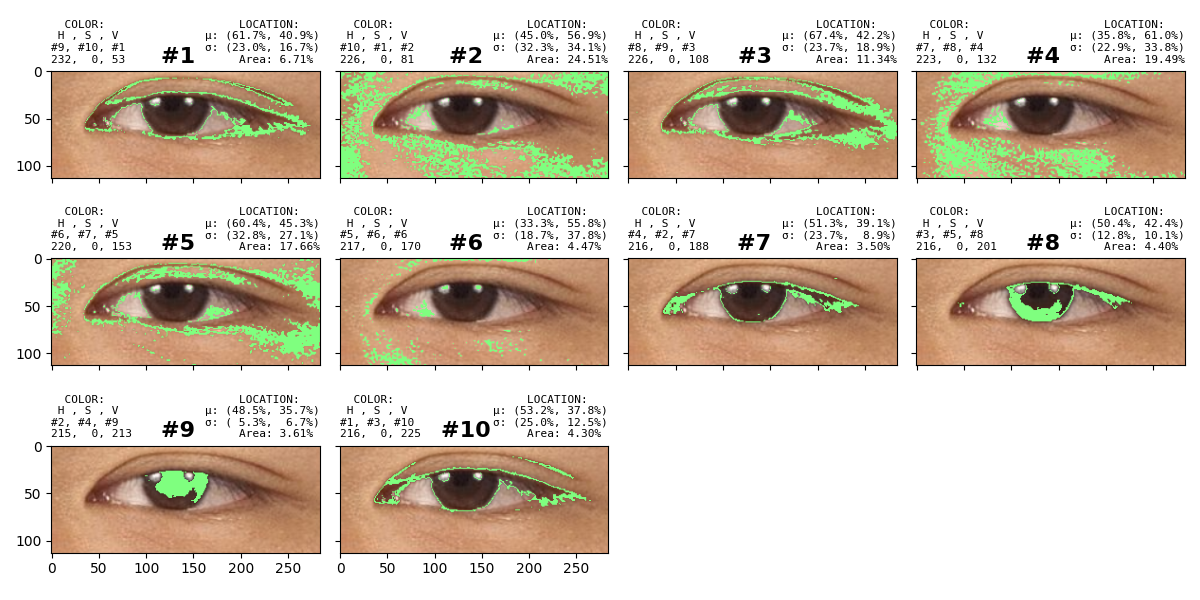 COLOR: LOCATION:
H , S , V μ: (61.7%, 40.9%)
#9, #10, #1 σ: (23.0%, 16.7%)
232, 0, 53 #1 Area: 6.71%
COLOR: LOCATION:
H , S , V μ: (45.0%, 56.9%)
#10, #1, #2 σ: (32.3%, 34.1%)
226, 0, 81 #2 Area: 24.51%
COLOR: LOCATION:
H , S , V μ: (67.4%, 42.2%)
#8, #9, #3 σ: (23.7%, 18.9%)
226, 0, 108 #3 Area: 11.34%
COLOR: LOCATION:
H , S , V μ: (35.8%, 61.0%)
#7, #8, #4 σ: (22.9%, 33.8%)
223, 0, 132 #4 Area: 19.49%
0
50
100
COLOR: LOCATION:
H , S , V μ: (60.4%, 45.3%)
#6, #7, #5 σ: (32.8%, 27.1%)
220, 0, 153 #5 Area: 17.66%
COLOR: LOCATION:
H , S , V μ: (33.3%, 55.8%)
#5, #6, #6 σ: (18.7%, 37.8%)
217, 0, 170 #6 Area: 4.47%
COLOR: LOCATION:
H , S , V μ: (51.3%, 39.1%)
#4, #2, #7 σ: (23.7%, 8.9%)
216, 0, 188 #7 Area: 3.50%
COLOR: LOCATION:
H , S , V μ: (50.4%, 42.4%)
#3, #5, #8 σ: (12.8%, 10.1%)
216, 0, 201 #8 Area: 4.40%
0
50
100
COLOR: LOCATION:
H , S , V μ: (48.5%, 35.7%)
#2, #4, #9 σ: ( 5.3%, 6.7%)
215, 0, 213 #9 Area: 3.61%
COLOR: LOCATION:
H , S , V μ: (53.2%, 37.8%)
#1, #3, #10 σ: (25.0%, 12.5%)
216, 0, 225 #10 Area: 4.30%
0
50
100
0 50 100 150 200 250
0 50 100 150 200 250